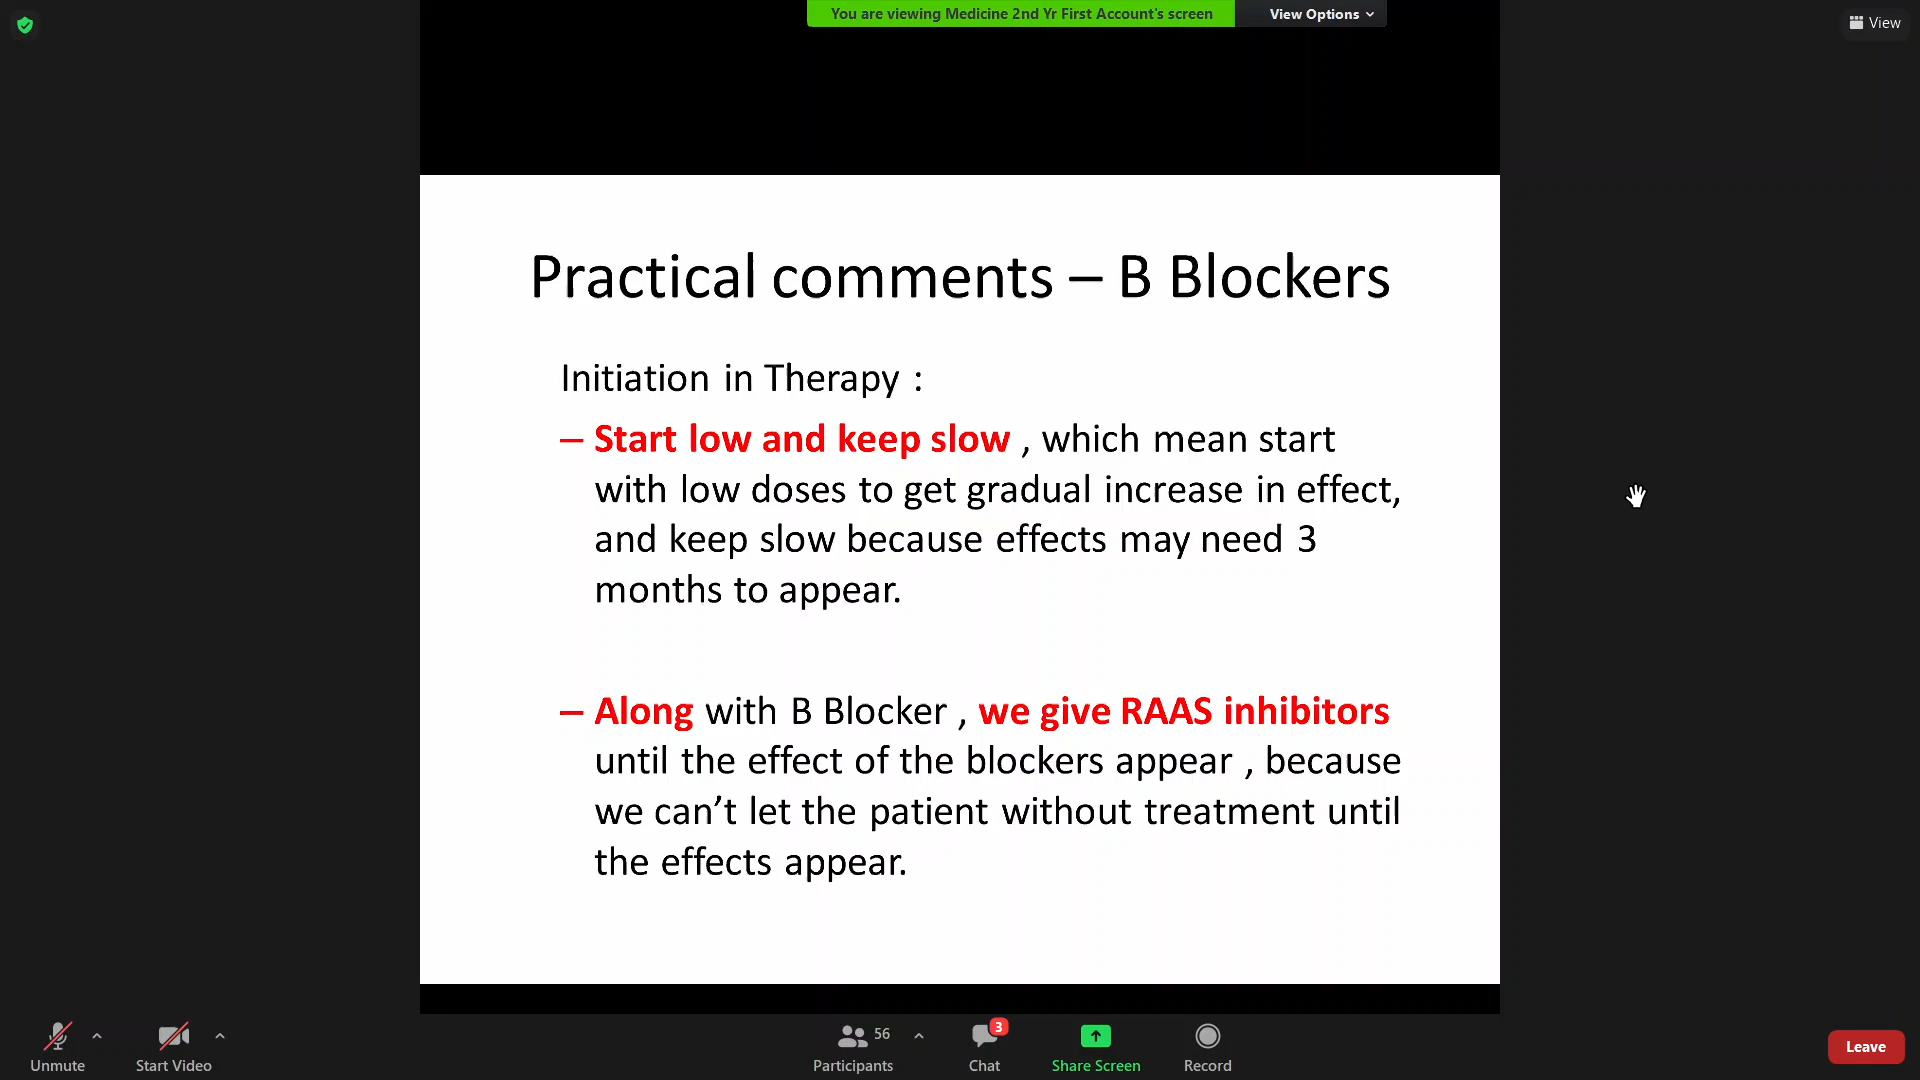 You are viewing Medicine 2nd Yr First Account's screen
View Options
View
Practical comments – B Blockers
Initiation in Therapy :
– Start low and keep slow , which mean start
with low doses to get gradual increase in effect,
and keep slow because effects may need 3
months to appear.
– Along with B Blocker , we give RAAS inhibitors
until the effect of the blockers appear , because
we can’t let the patient without treatment until
the effects appear.
Unmute
Start Video
56
Participants
3
Chat
Share Screen
Record
Leave